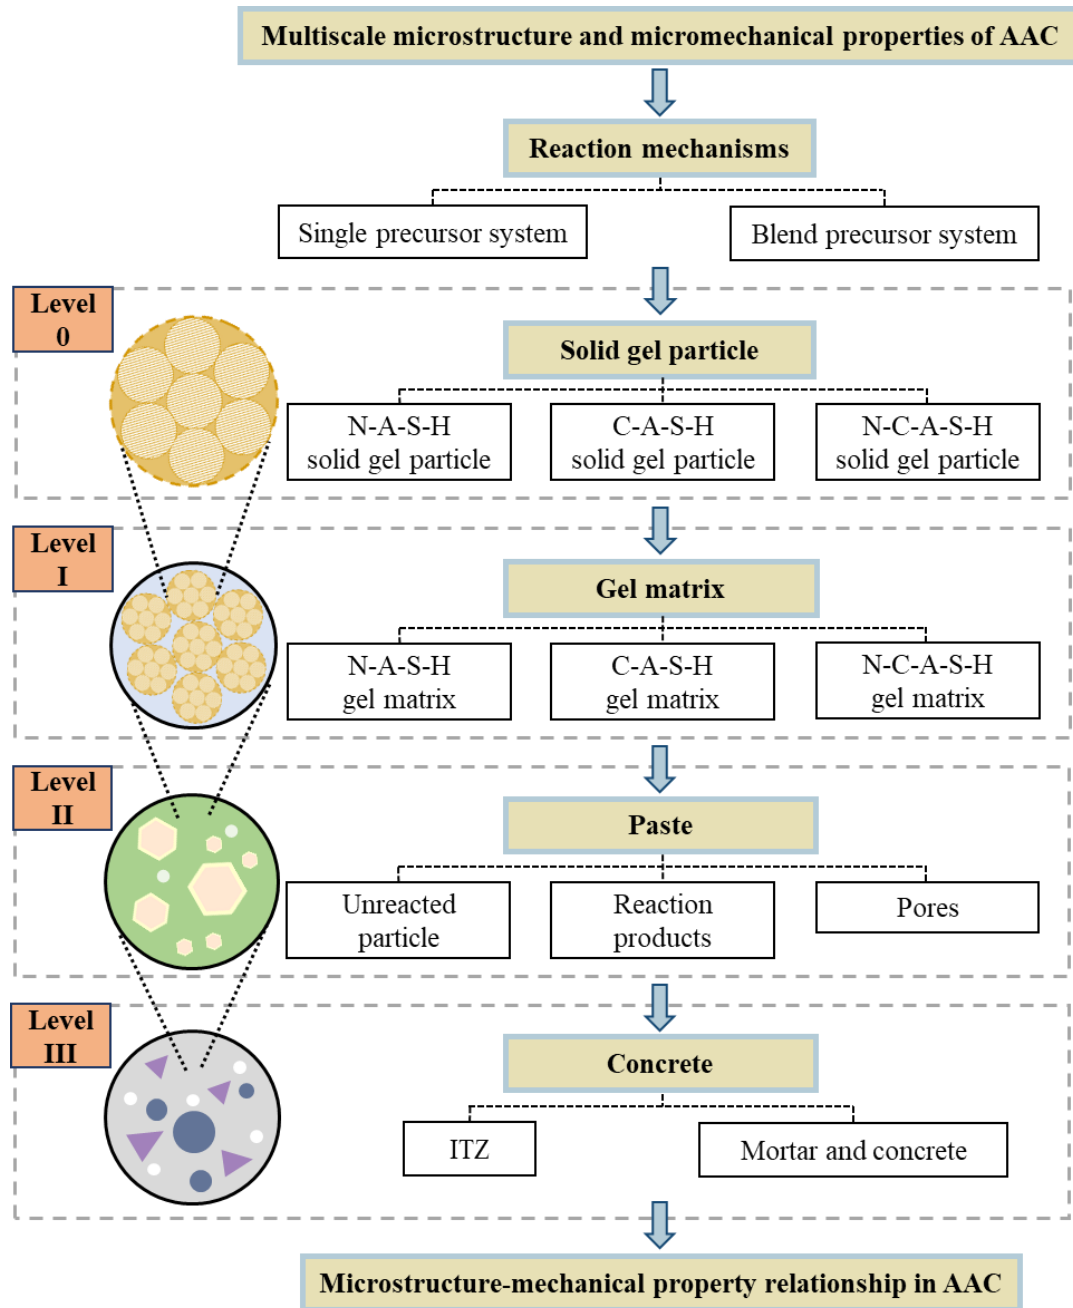 Multiscale microstructure and micromechanical properties of AAC
Reaction mechanisms
Single precursor system
Blend precursor system
Level
0
Solid gel particle
N-A-S-H
solid gel particle
C-A-S-H
solid gel particle
N-C-A-S-H
solid gel particle
Level
I
Gel matrix
N-A-S-H
gel matrix
C-A-S-H
gel matrix
N-C-A-S-H
gel matrix
Level
II
Paste
Unreacted
particle
Reaction
products
Pores
Level
III
Concrete
ITZ
Mortar and concrete
Microstructure-mechanical property relationship in AAC